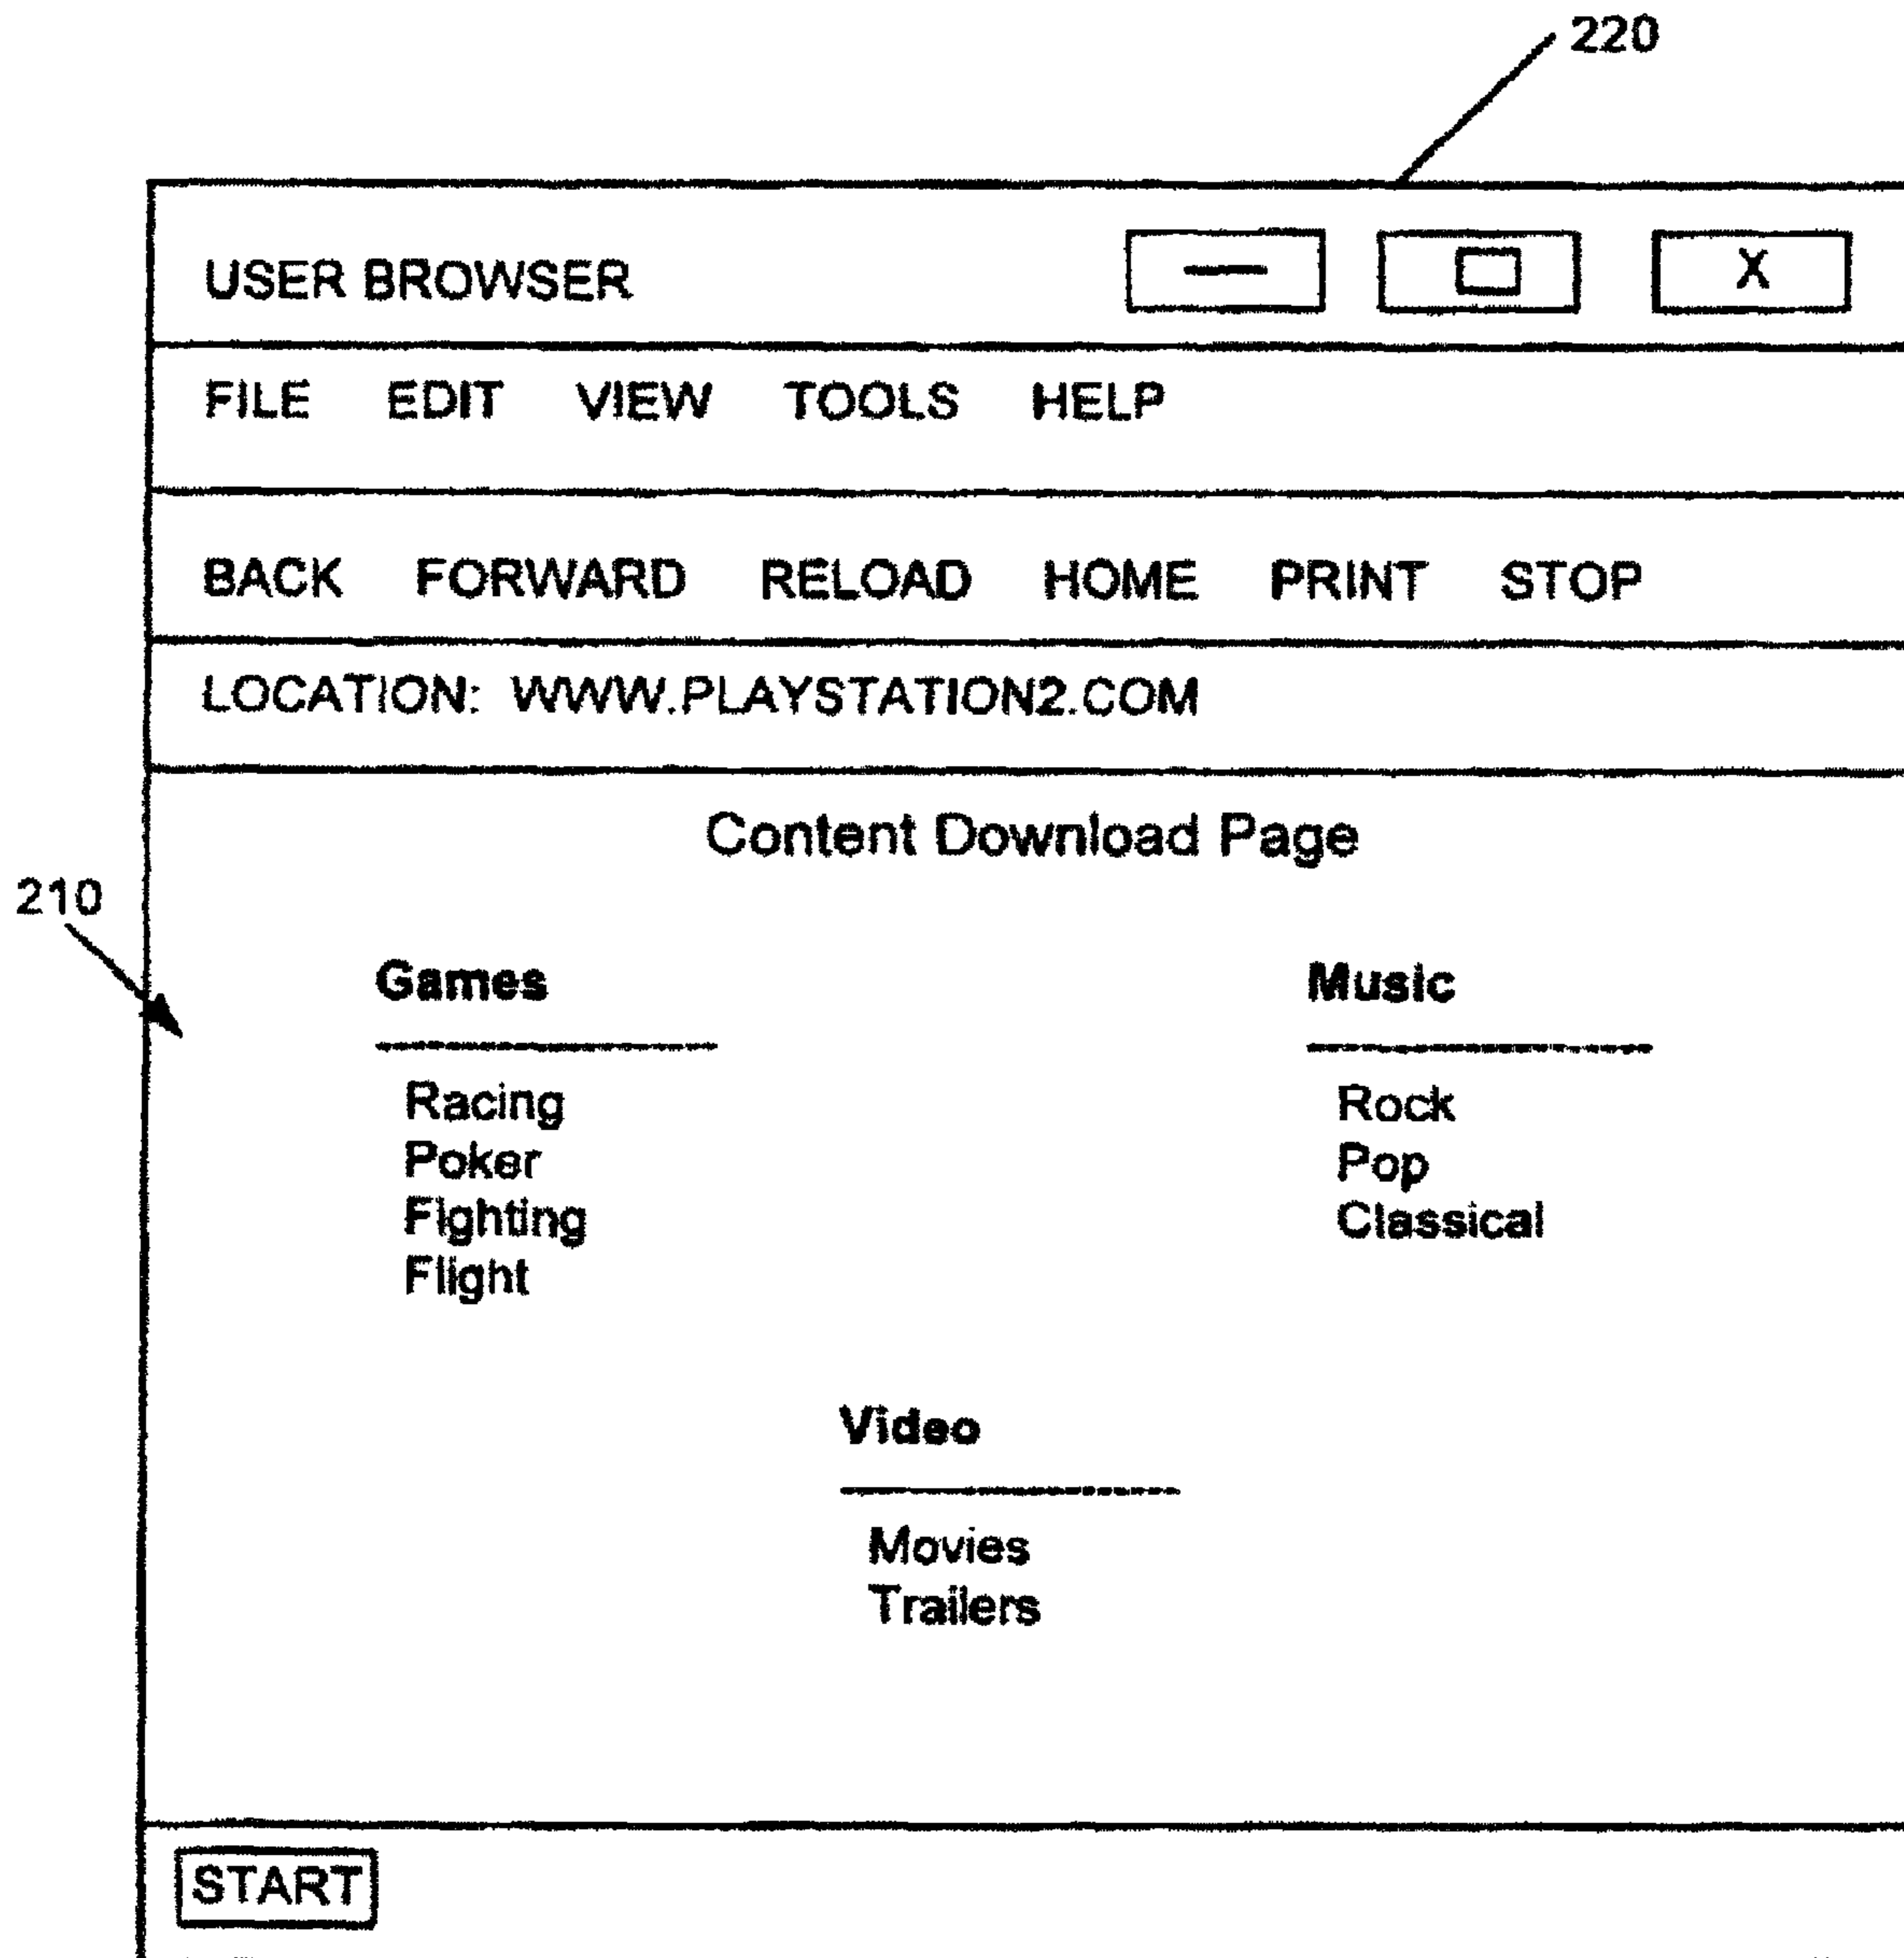 220
USER BROWSER — X
FILE EDIT VIEW TOOLS HELP
BACK FORWARD RELOAD HOME PRINT STOP
LOCATION: WWW.PLAYSTATION2.COM
Content Download Page
210
Games
Racing
Poker
Fighting
Flight
Music
Rock
Pop
Classical
Video
Movies
Trailers
START